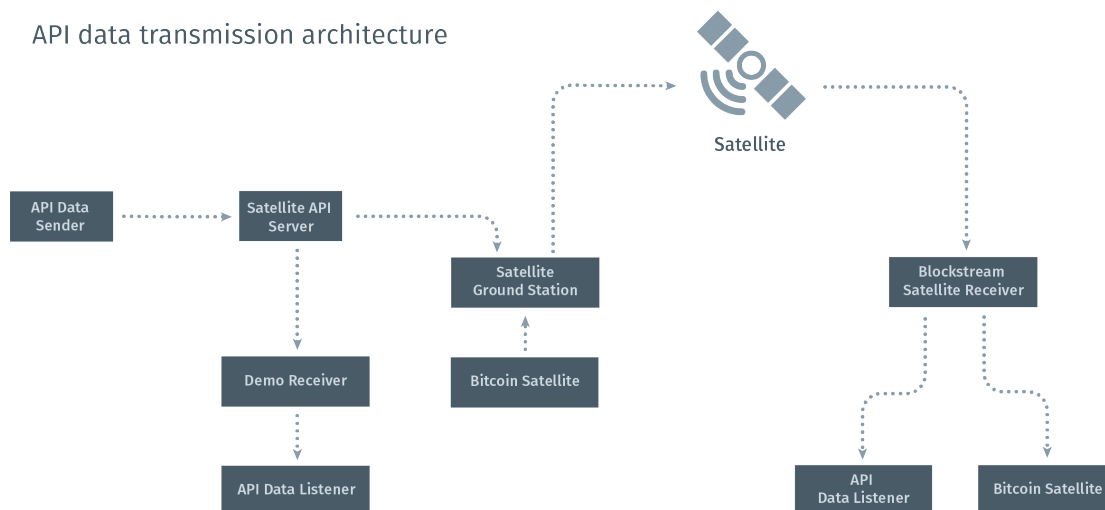 API data transmission architecture
Satellite
API Data
Sender
Satellite API
Server
Satellite
Ground Station
Blockstream
Satellite Receiver
Demo Receiver
Bitcoin Satellite
API Data Listener
API
Data Listener
Bitcoin Satellite